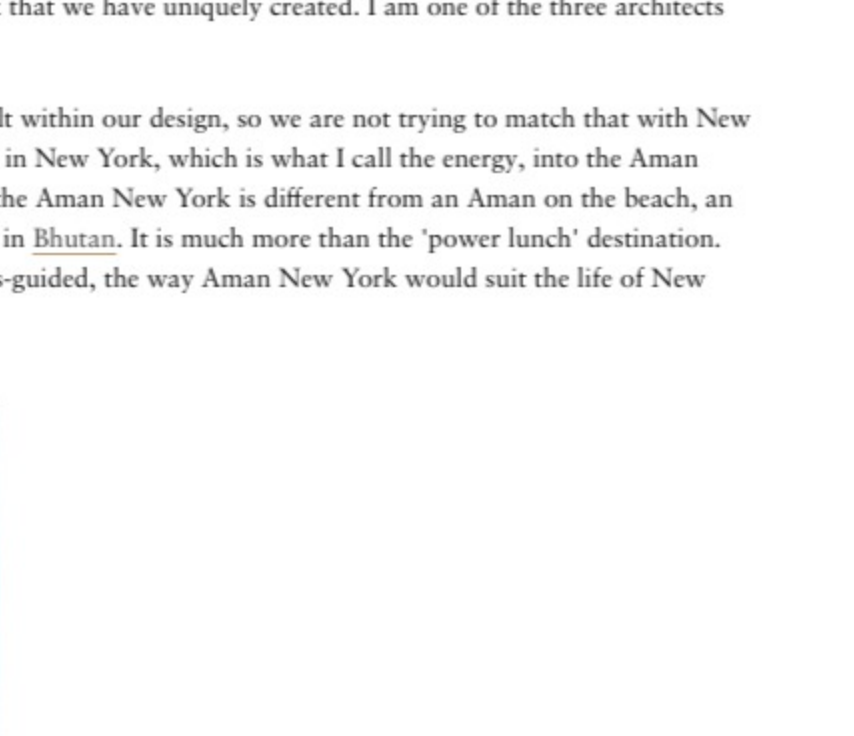 that we have uniquely created. I am one of the three architects
lt within our design, so we are not trying to match that with New
in New York, which is what I call the energy, into the Aman
he Aman New York is different from an Aman on the beach, an
in Bhutan. It is much more than the 'power lunch' destination.
s-guided, the way Aman New York would suit the life of New